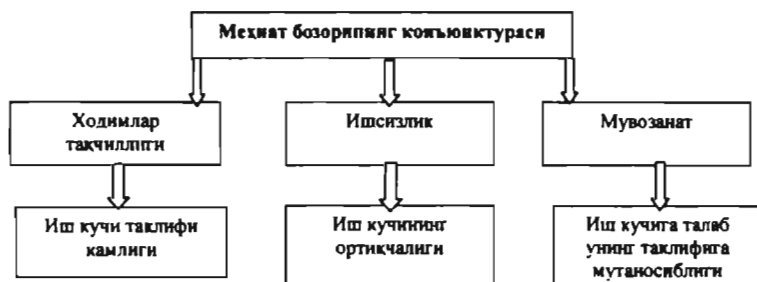 Меҳнат бозорининг конъюнктураси
Ходимлар
тақчиллиги
Ишсизлик
Мувозанат
Иш кучи таклифи
камлиги
Иш кучининг
ортиқчалиги
Иш кучига талаб
унинг таклифига
мутаносиблиги